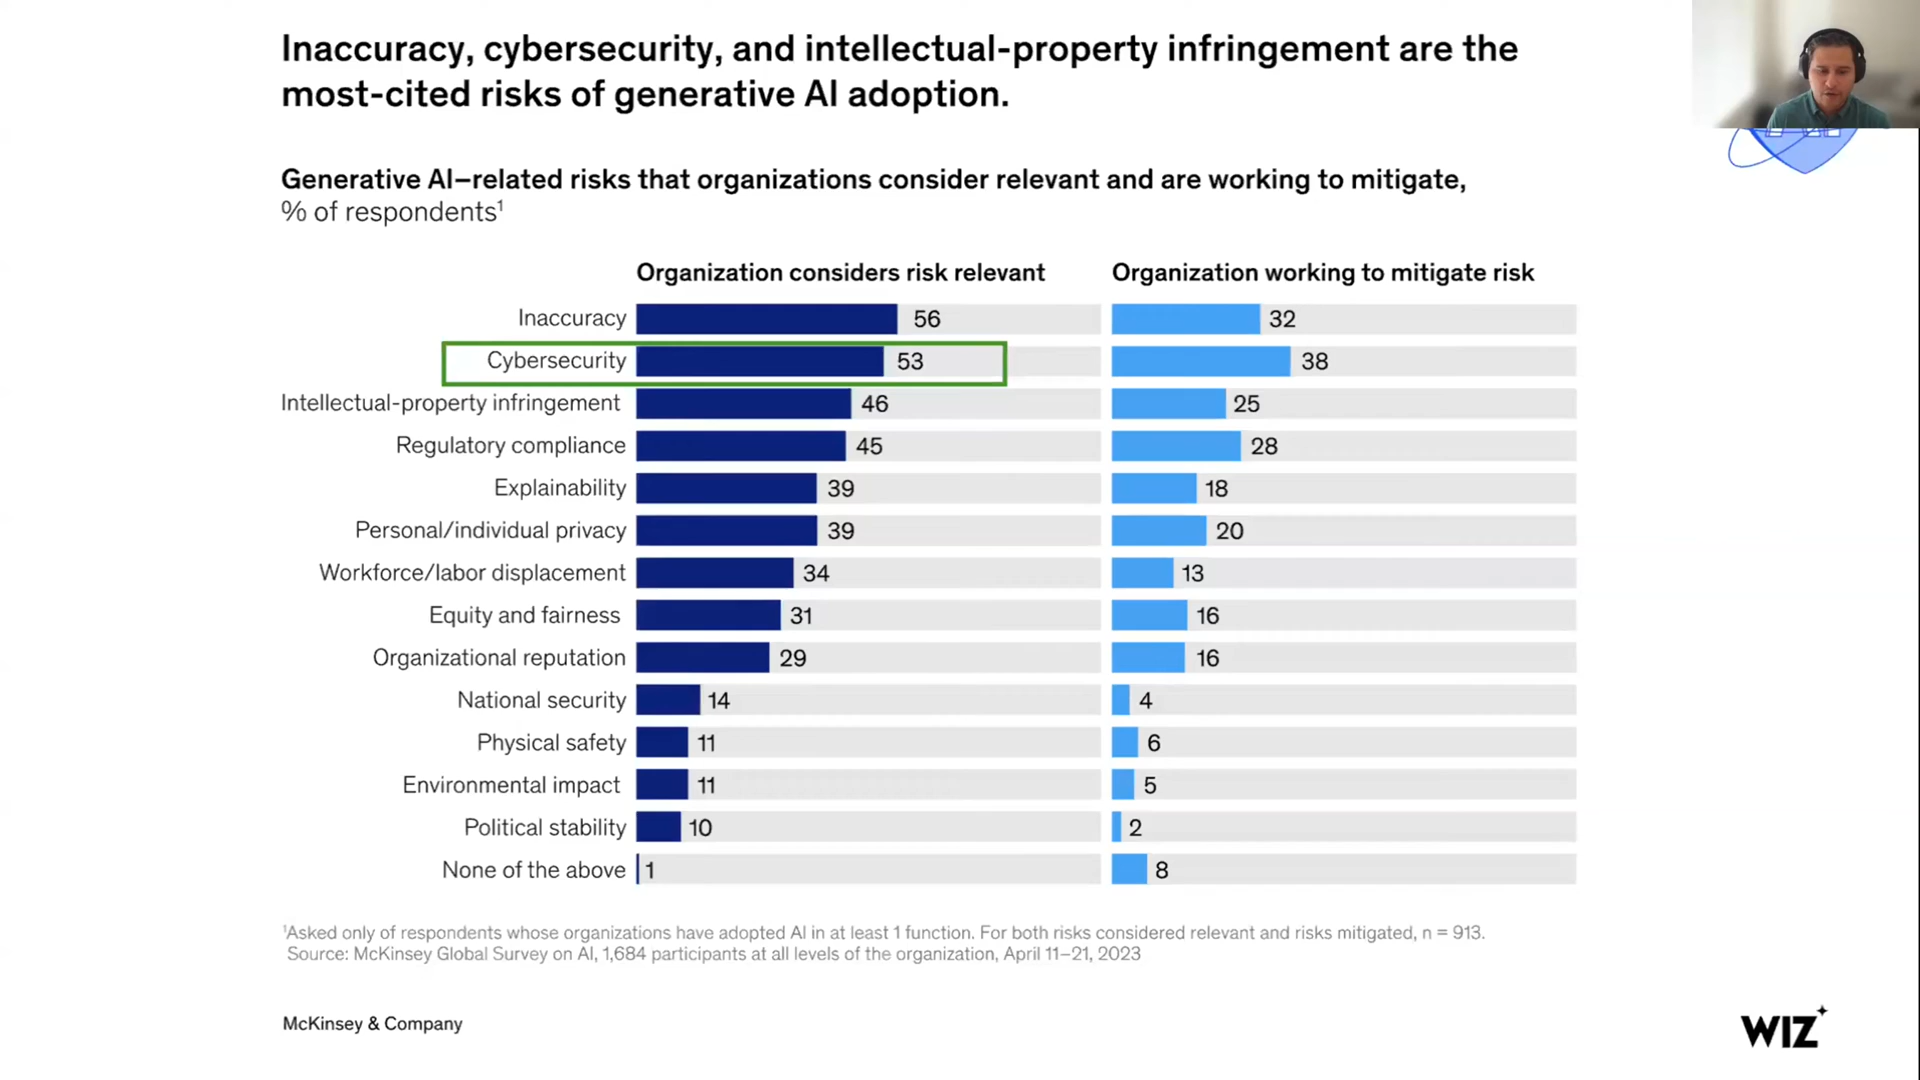 Inaccuracy, cybersecurity, and intellectual-property infringement are the
most-cited risks of generative AI adoption.
Generative AI–related risks that organizations consider relevant and are working to mitigate,
% of respondents¹
Organization considers risk relevant
Organization working to mitigate risk
Inaccuracy 56 32
Cybersecurity 53 38
Intellectual-property infringement 46 25
Regulatory compliance 45 28
Explainability 39 18
Personal/individual privacy 39 20
Workforce/labor displacement 34 13
Equity and fairness 31 16
Organizational reputation 29 16
National security 14 4
Physical safety 11 6
Environmental impact 11 5
Political stability 10 2
None of the above 1 8
¹Asked only of respondents whose organizations have adopted AI in at least 1 function. For both risks considered relevant and risks mitigated, n = 913.
Source: McKinsey Global Survey on AI, 1,684 participants at all levels of the organization, April 11–21, 2023
McKinsey & Company
WIZ